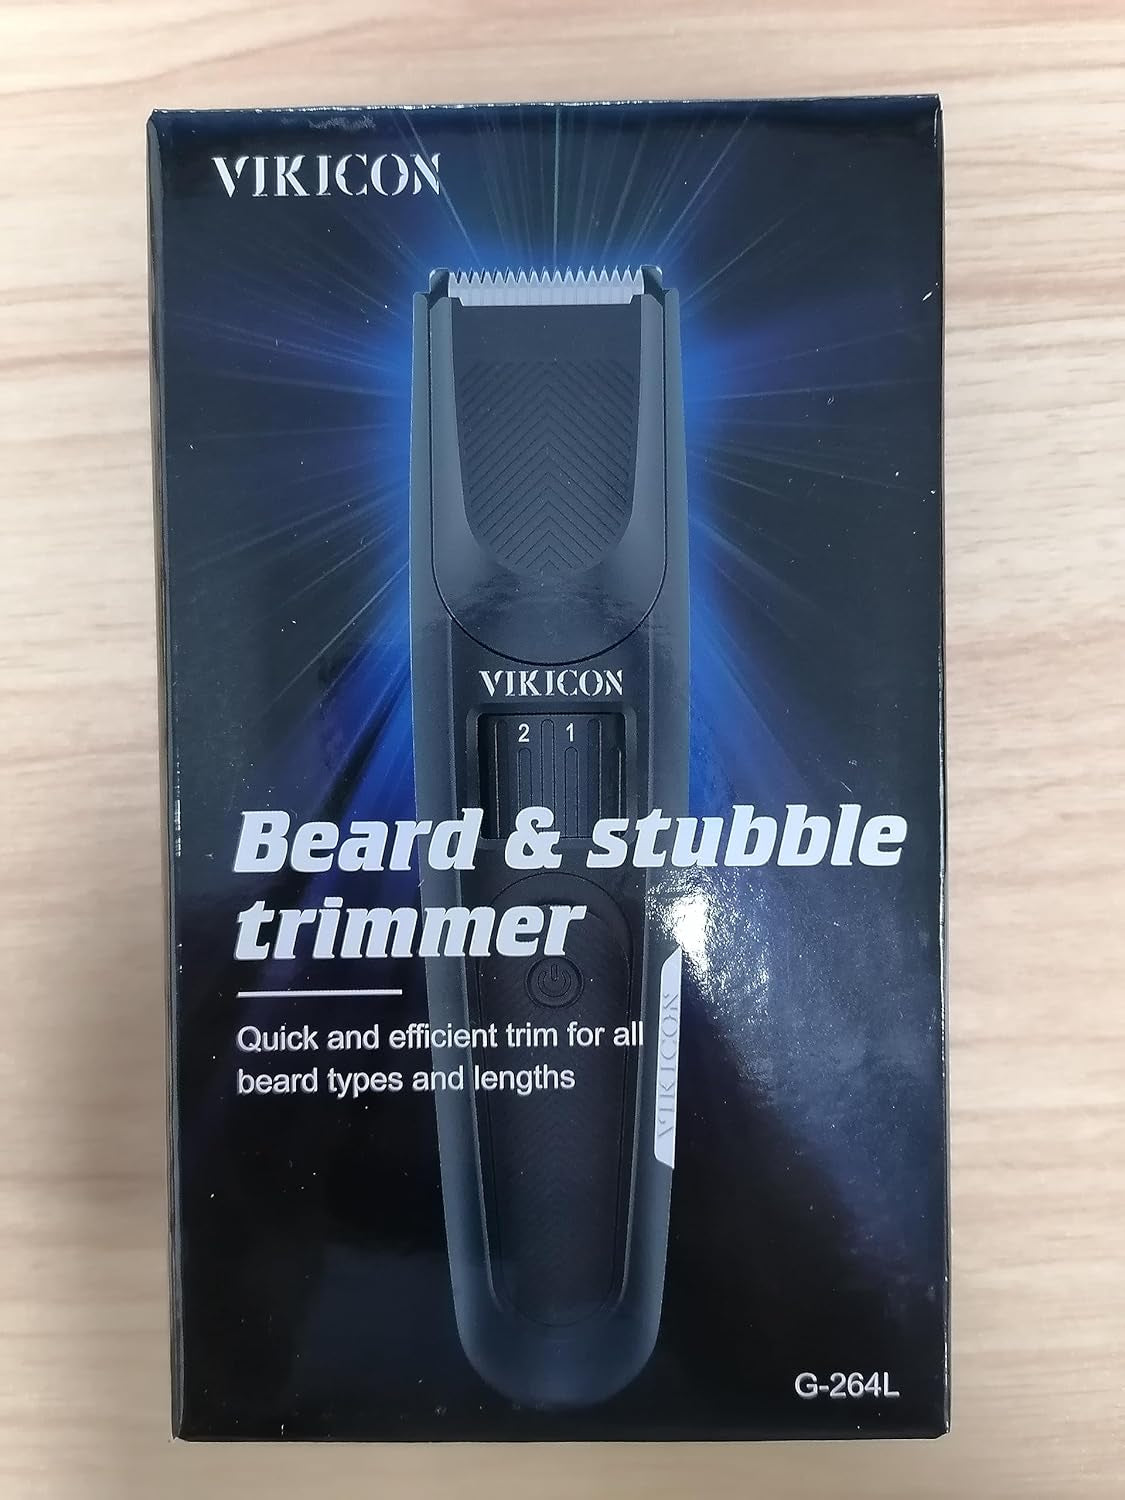 VIKICON
VIKICON
2 1
Beard & stubble
trimmer
Quick and efficient trim for all
beard types and lengths
VIKICON
G-264L